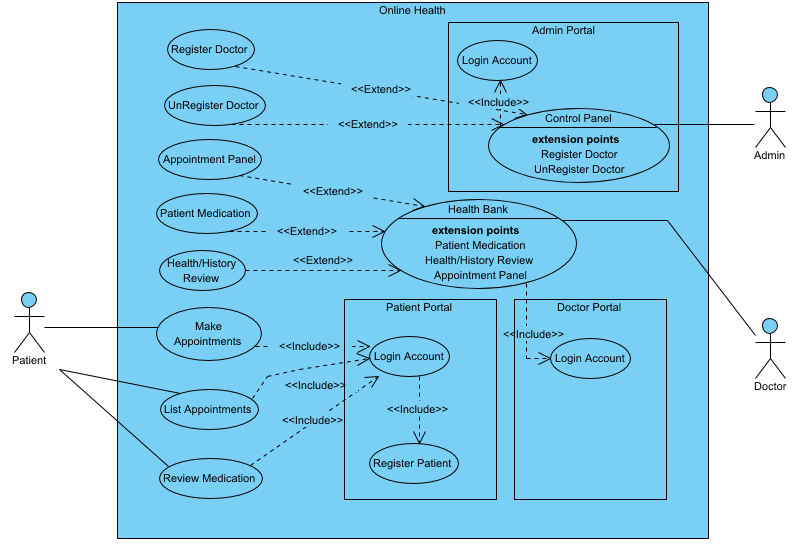 Online Health
Admin Portal
Register Doctor
Login Account
<<Extend>>
<<Include>>
UnRegister Doctor
<<Extend>>
Control Panel
extension points
Register Doctor
UnRegister Doctor
Admin
Appointment Panel
<<Extend>>
Patient Medication
<<Extend>>
Health Bank
extension points
Patient Medication
Health/History Review
Appointment Panel
Health/History
Review
<<Extend>>
Patient Portal
Doctor Portal
Make
Appointments
<<Include>>
Login Account
<<Include>>
Login Account
Patient
Doctor
<<Include>>
List Appointments
<<Include>>
<<Include>>
Review Medication
Register Patient